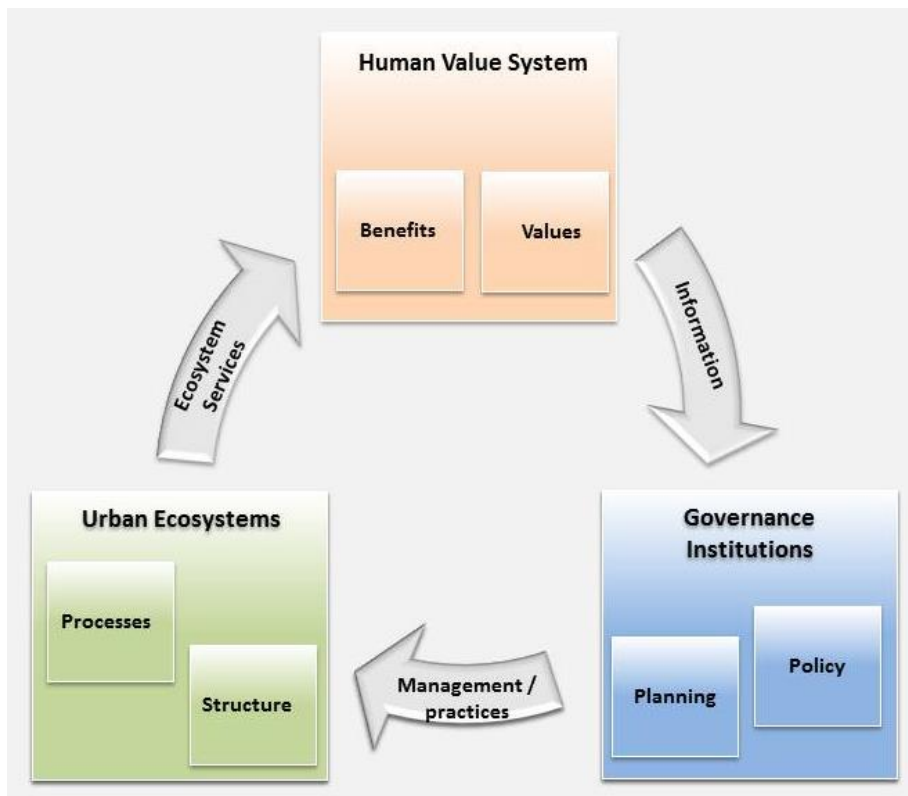 Human Value System
Benefits
Values
Ecosystem
Services
Information
Urban Ecosystems
Processes
Structure
Governance
Institutions
Planning
Policy
Management /
practices